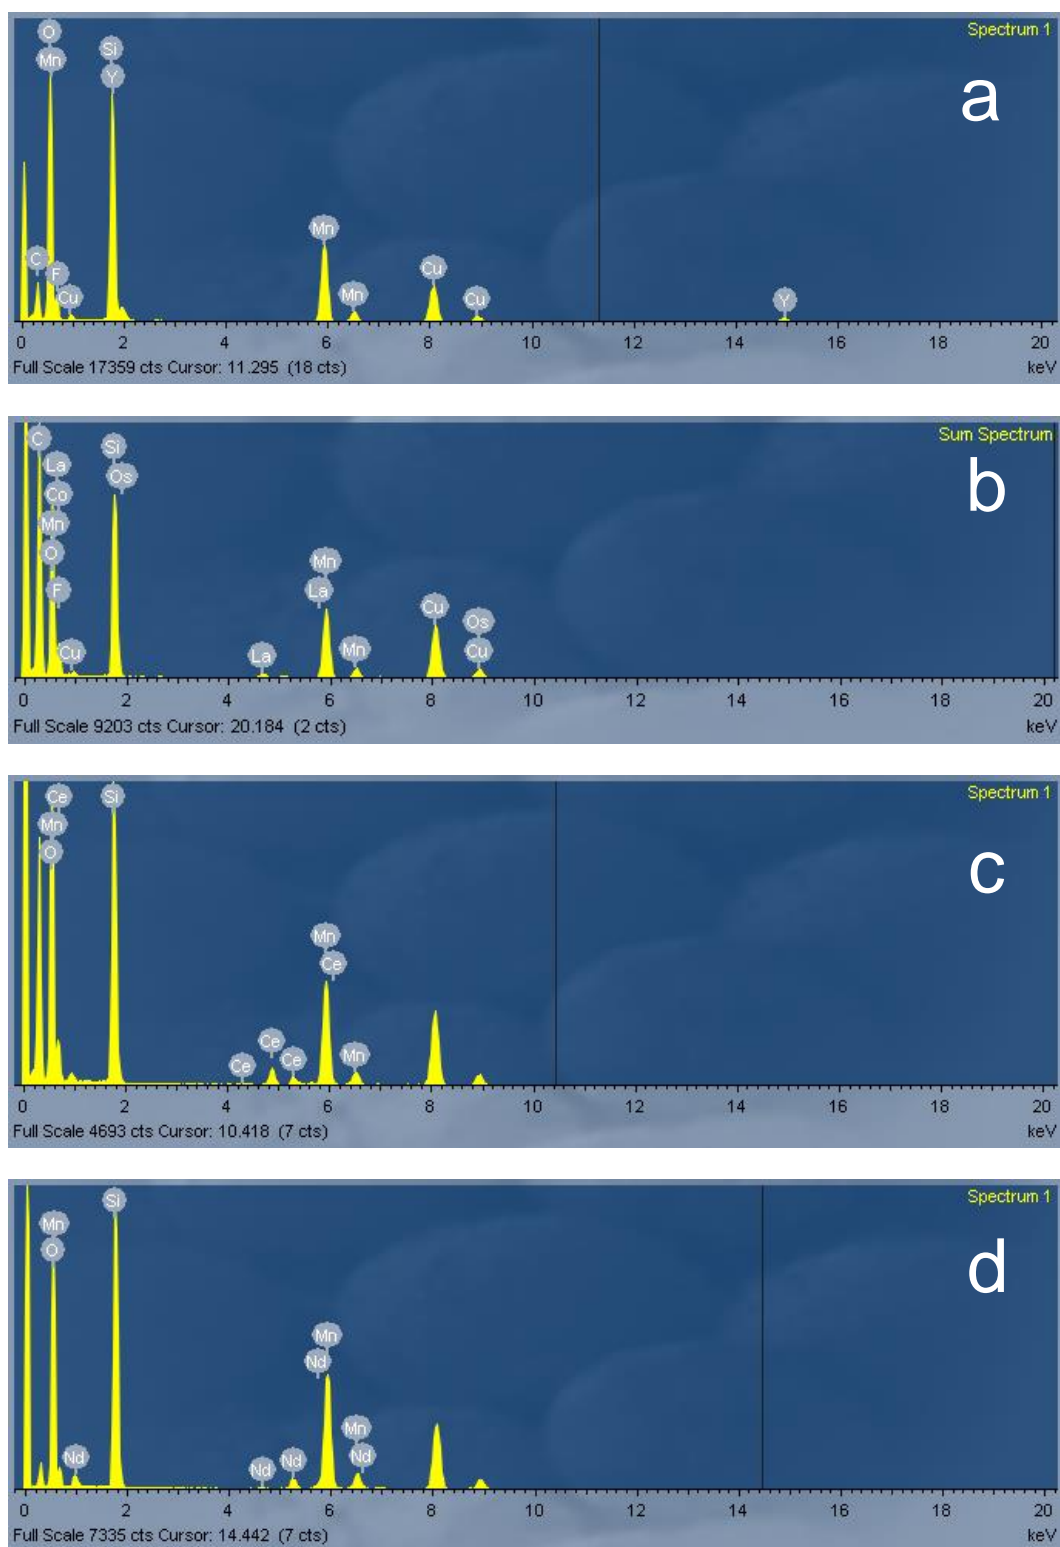 Spectrum 1
a
O
Mn
Si
Y
C
F
Cu
Mn
Mn
Cu
Cu
Y
0 2 4 6 8 10 12 14 16 18 20
Full Scale 17359 cts Cursor: 11.295 (18 cts) keV
Sum Spectrum
b
C
La
Co
Mn
O
F
Cu
Si
Os
La
Mn
La
Mn
Cu
Os
Cu
0 2 4 6 8 10 12 14 16 18 20
Full Scale 9203 cts Cursor: 20.184 (2 cts) keV
Spectrum 1
c
Ce
Mn
O
Si
Ce
Ce
Ce
Mn
Ce
Mn
0 2 4 6 8 10 12 14 16 18 20
Full Scale 4693 cts Cursor: 10.418 (7 cts) keV
Spectrum 1
d
Mn
O
Nd
Si
Nd
Nd
Mn
Nd
Mn
Nd
0 2 4 6 8 10 12 14 16 18 20
Full Scale 7335 cts Cursor: 14.442 (7 cts) keV